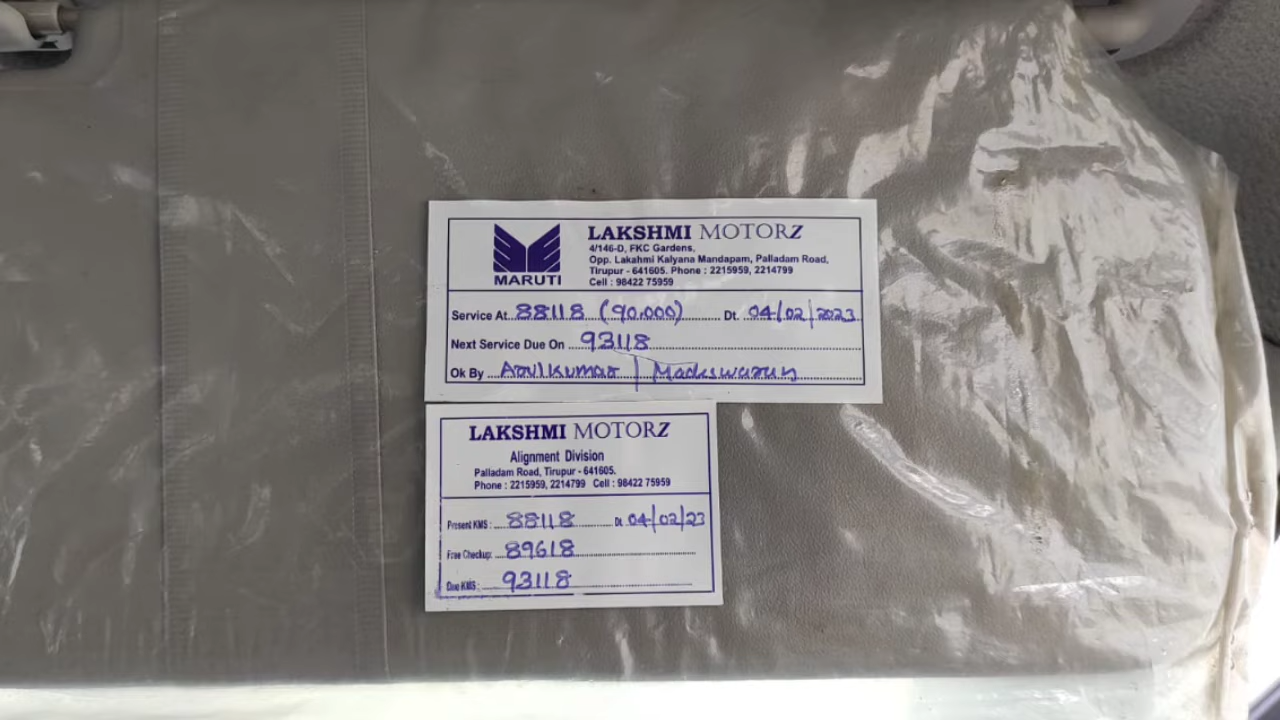 LAKSHMI MOTORZ
4/146-D, FKC Gardens,
Opp. Lakahmi Kalyana Mandapam, Palladam Road,
Tirupur - 641605. Phone : 2215959, 2214799
Cell : 98422 75959
MARUTI
Service At 88118 (90,000) Dt. 04/02/2023
Next Service Due On 93118
Ok By Arulkumar |
LAKSHMI MOTORZ
Alignment Division
Palladam Road, Tirupur - 641605.
Phone : 2215959, 2214799 Cell : 98422 75959
Present KMS : 88118 Dt. 04/02/23
Free Checkup: 89618
Due KMS : 93118